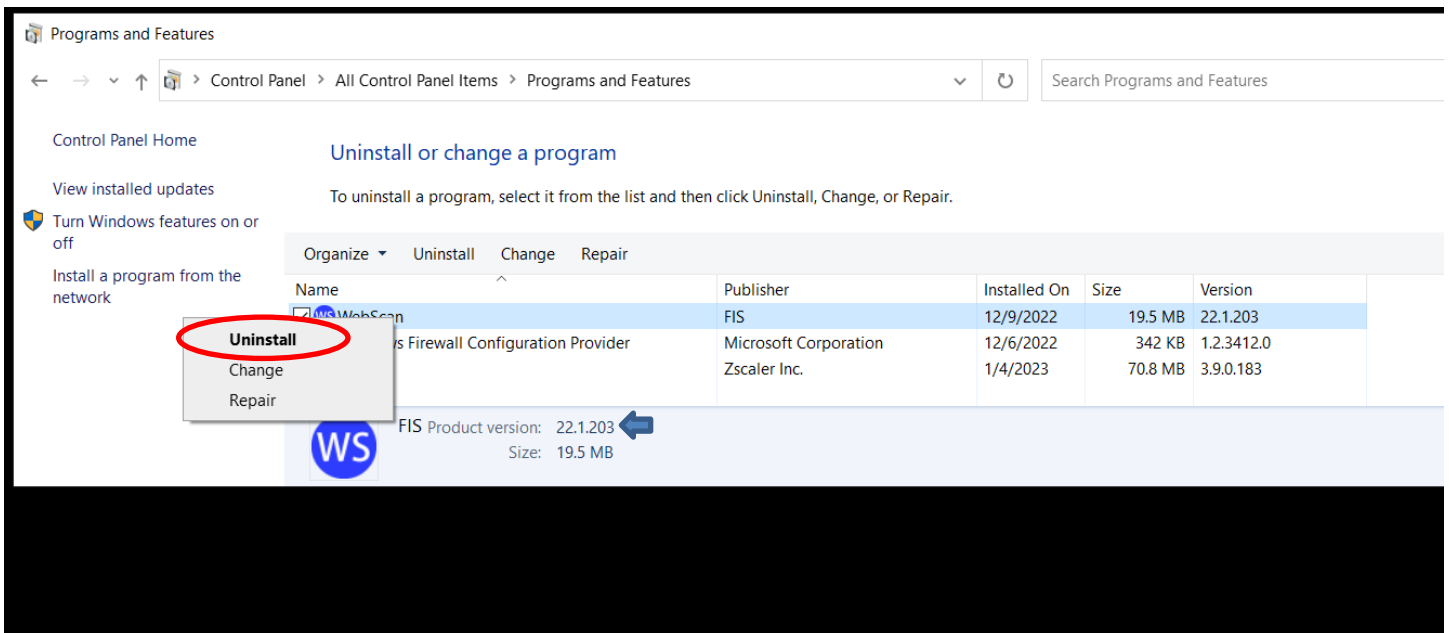 Programs and Features
Control Panel > All Control Panel Items > Programs and Features
Search Programs and Features
Control Panel Home
View installed updates
Turn Windows features on or
off
Install a program from the
network
Uninstall or change a program
To uninstall a program, select it from the list and then click Uninstall, Change, or Repair.
Organize Uninstall Change Repair
Name Publisher Installed On Size Version
WS WebScan FIS 12/9/2022 19.5 MB 22.1.203
Firewall Configuration Provider Microsoft Corporation 12/6/2022 342 KB 1.2.3412.0
Zscaler Inc. 1/4/2023 70.8 MB 3.9.0.183
Uninstall
Change
Repair
WS
FIS Product version: 22.1.203
Size: 19.5 MB